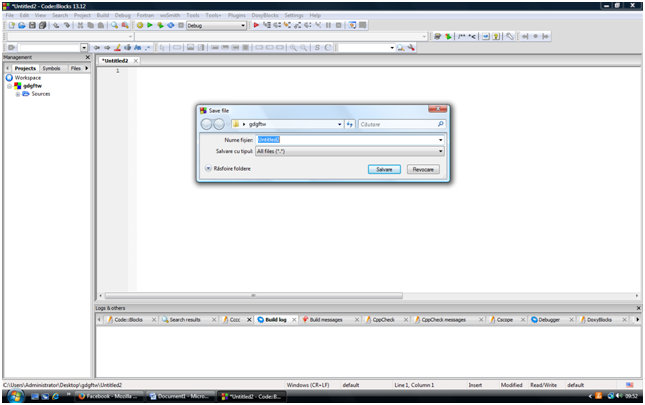 *Untitled2 - Code::Blocks 13.12
File Edit View Search Project Build Debug Fortran wxSmith Tools Tools+ Plugins DoxyBlocks Settings Help
Debug
Management
Projects Symbols Files
Workspace
gdgftw
Sources
*Untitled2
1
Save file
gdgftw
Căutare
Nume fișier: Untitled2
Salvare cu tipul: All files (*.*)
Răsfoire foldere
Salvare Revocare
Logs & others
Code::Blocks Search results Cccc Build log Build messages CppCheck CppCheck messages Cscope Debugger DoxyBlocks
C:\Users\Administrator\Desktop\gdgftw\Untitled2 Windows (CR+LF) default Line 1, Column 1 Insert Modified Read/Write default
Facebook - Mozilla ... Document1 - Micro... *Untitled2 - Code::B...
09:52